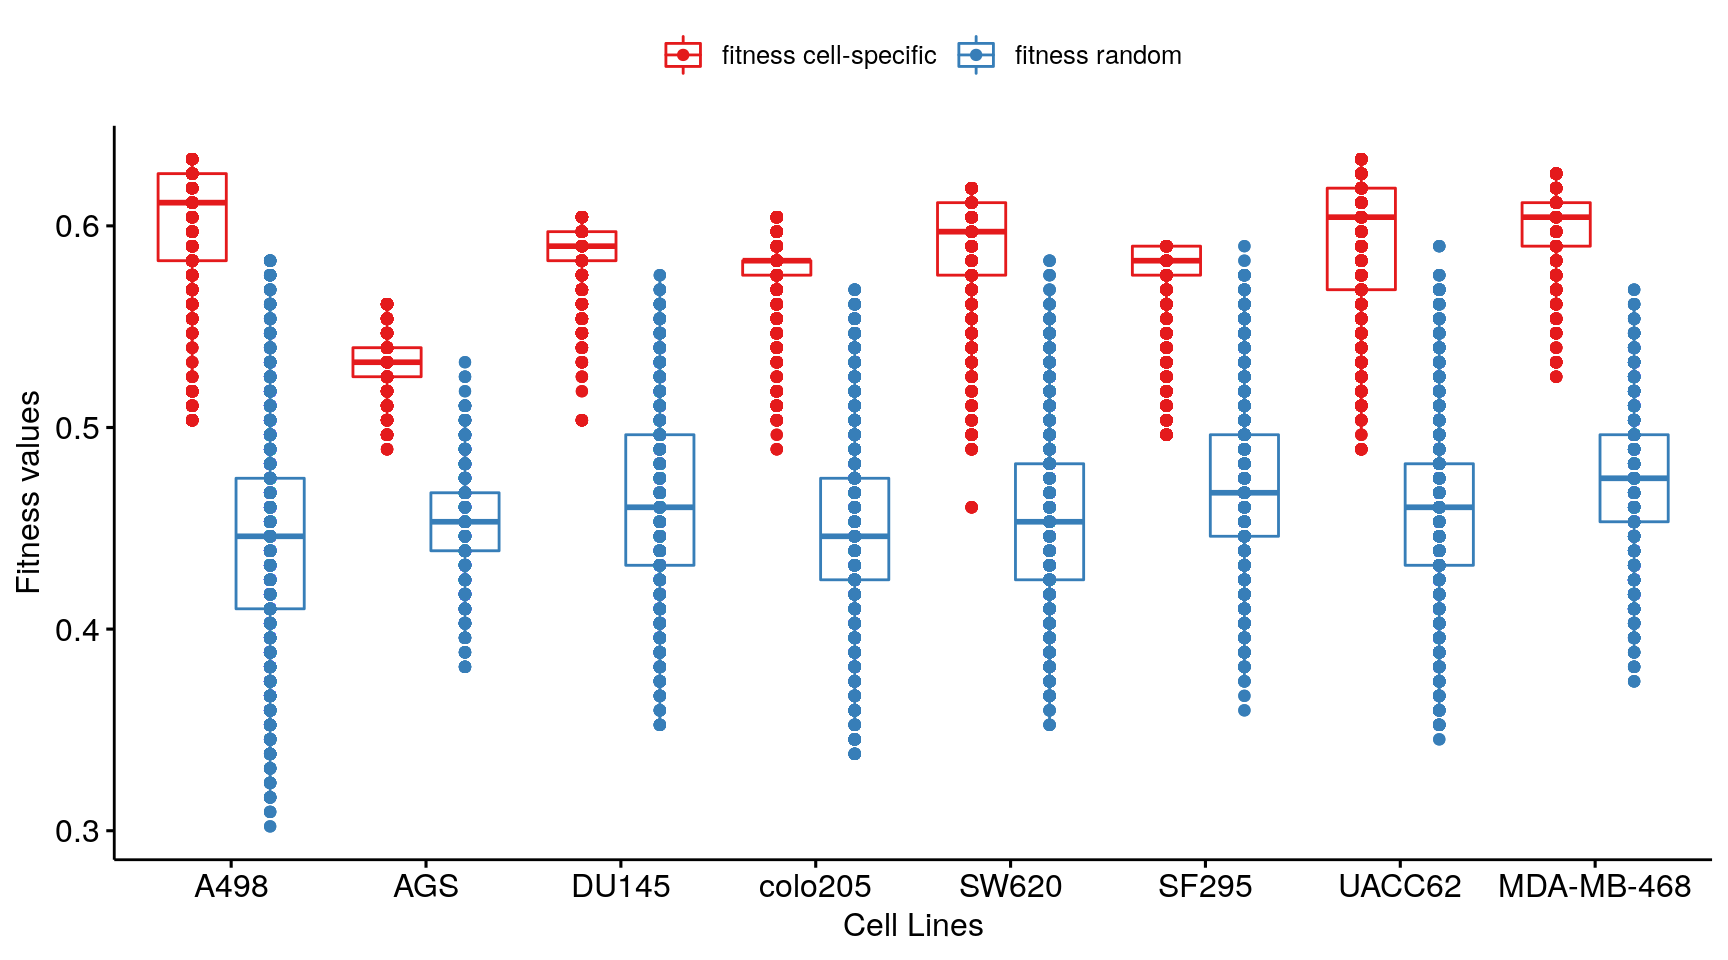 fitness cell-specific fitness random
Fitness values
0.6
0.5
0.4
0.3
A498 AGS DU145 colo205 SW620 SF295 UACC62 MDA-MB-468
Cell Lines